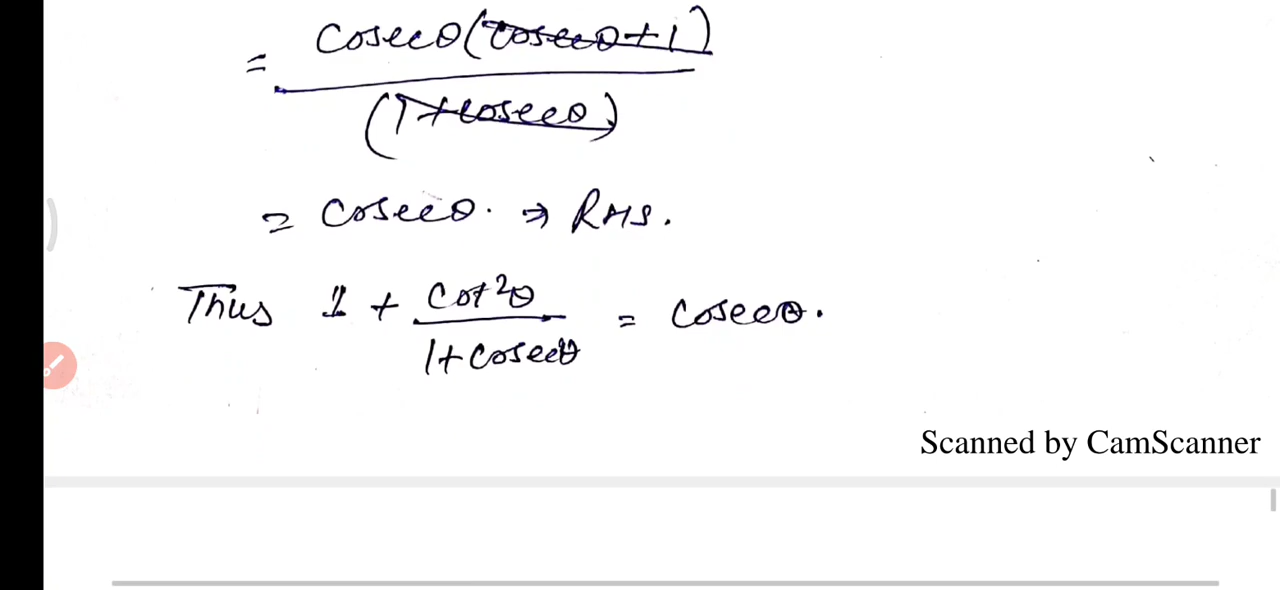 = cosecθ(cosecθ+1)
(1+cosecθ)
= cosecθ. ⇒ RHS.
Thus 1 + cot²θ / 1+cosecθ = cosecθ.
Scanned by CamScanner